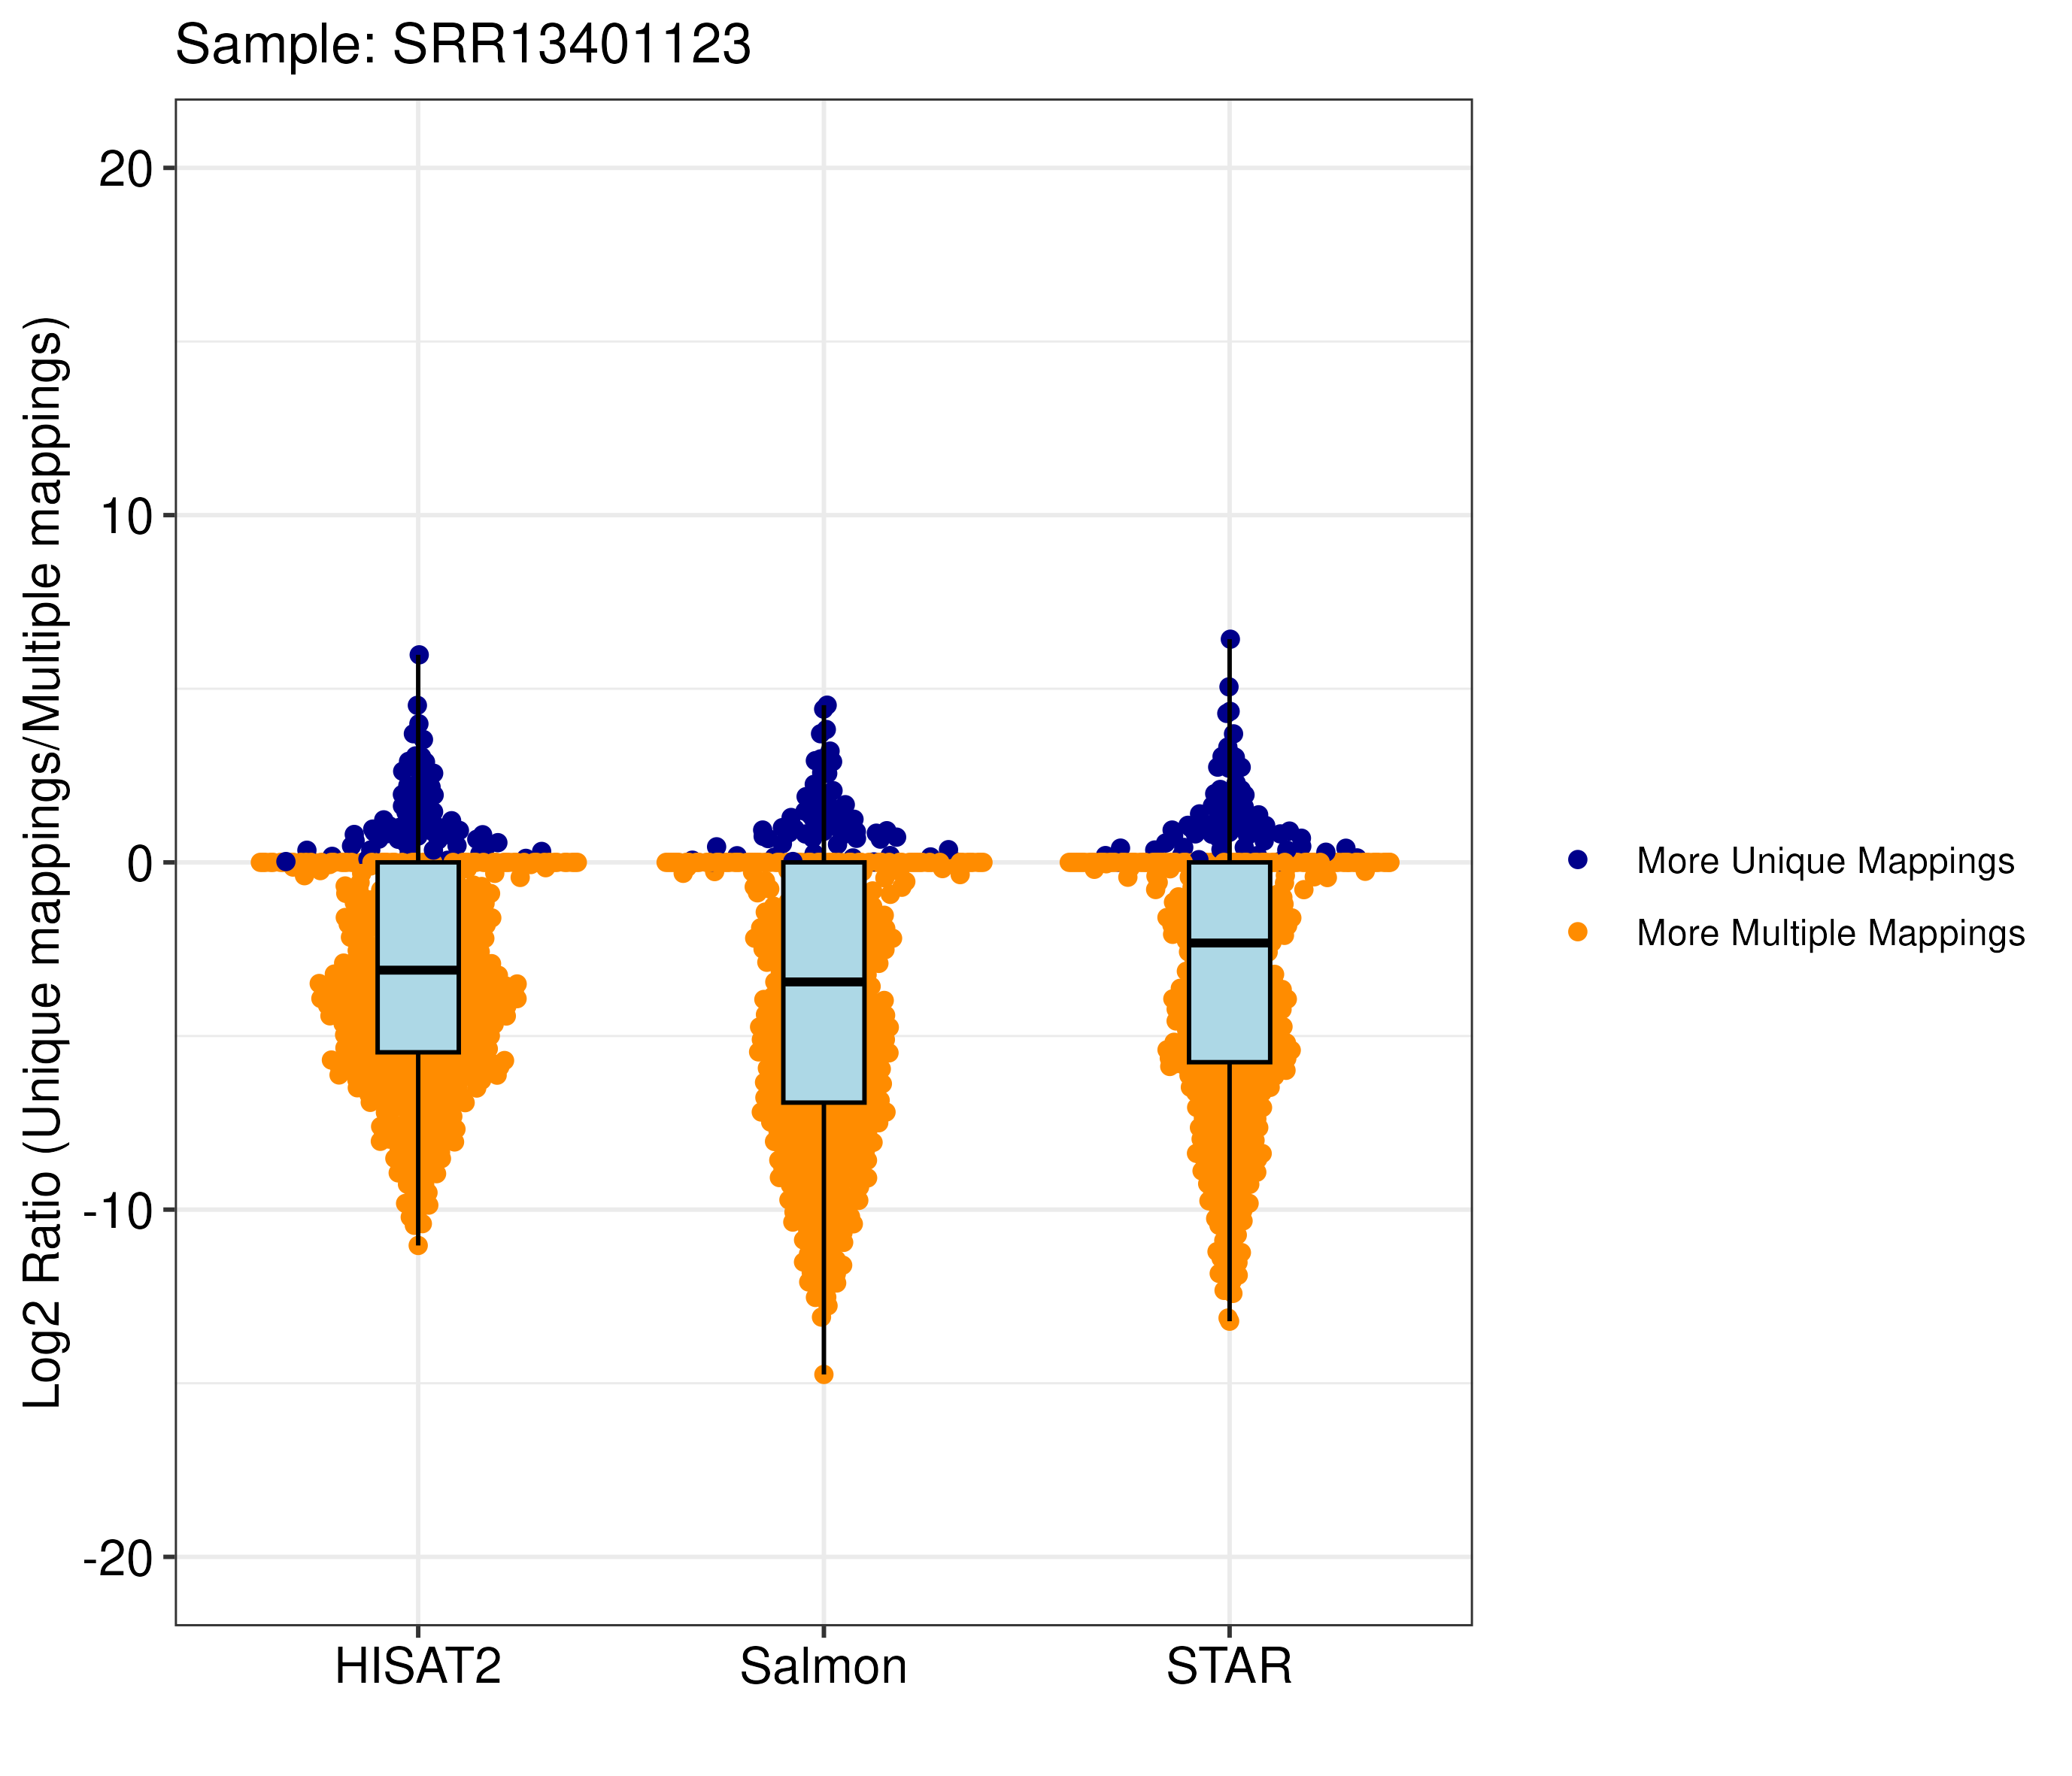 Sample: SRR13401123
Log2 Ratio (Unique mappings/Multiple mappings)
20
10
0
-10
-20
HISAT2
Salmon
STAR
More Unique Mappings
More Multiple Mappings